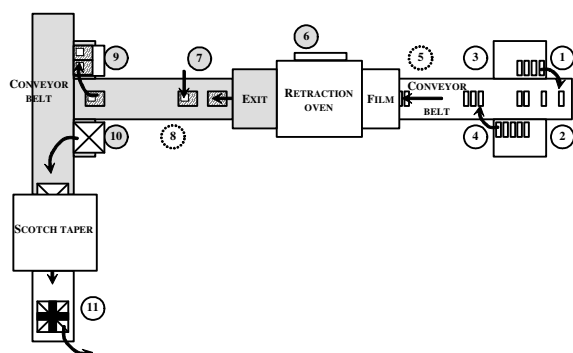 9
7
6
5
3
1
CONVEYOR
BELT
EXIT
RETRACTION
OVEN
FILM
CONVEYOR
BELT
10
8
4
2
SCOTCH TAPER
11